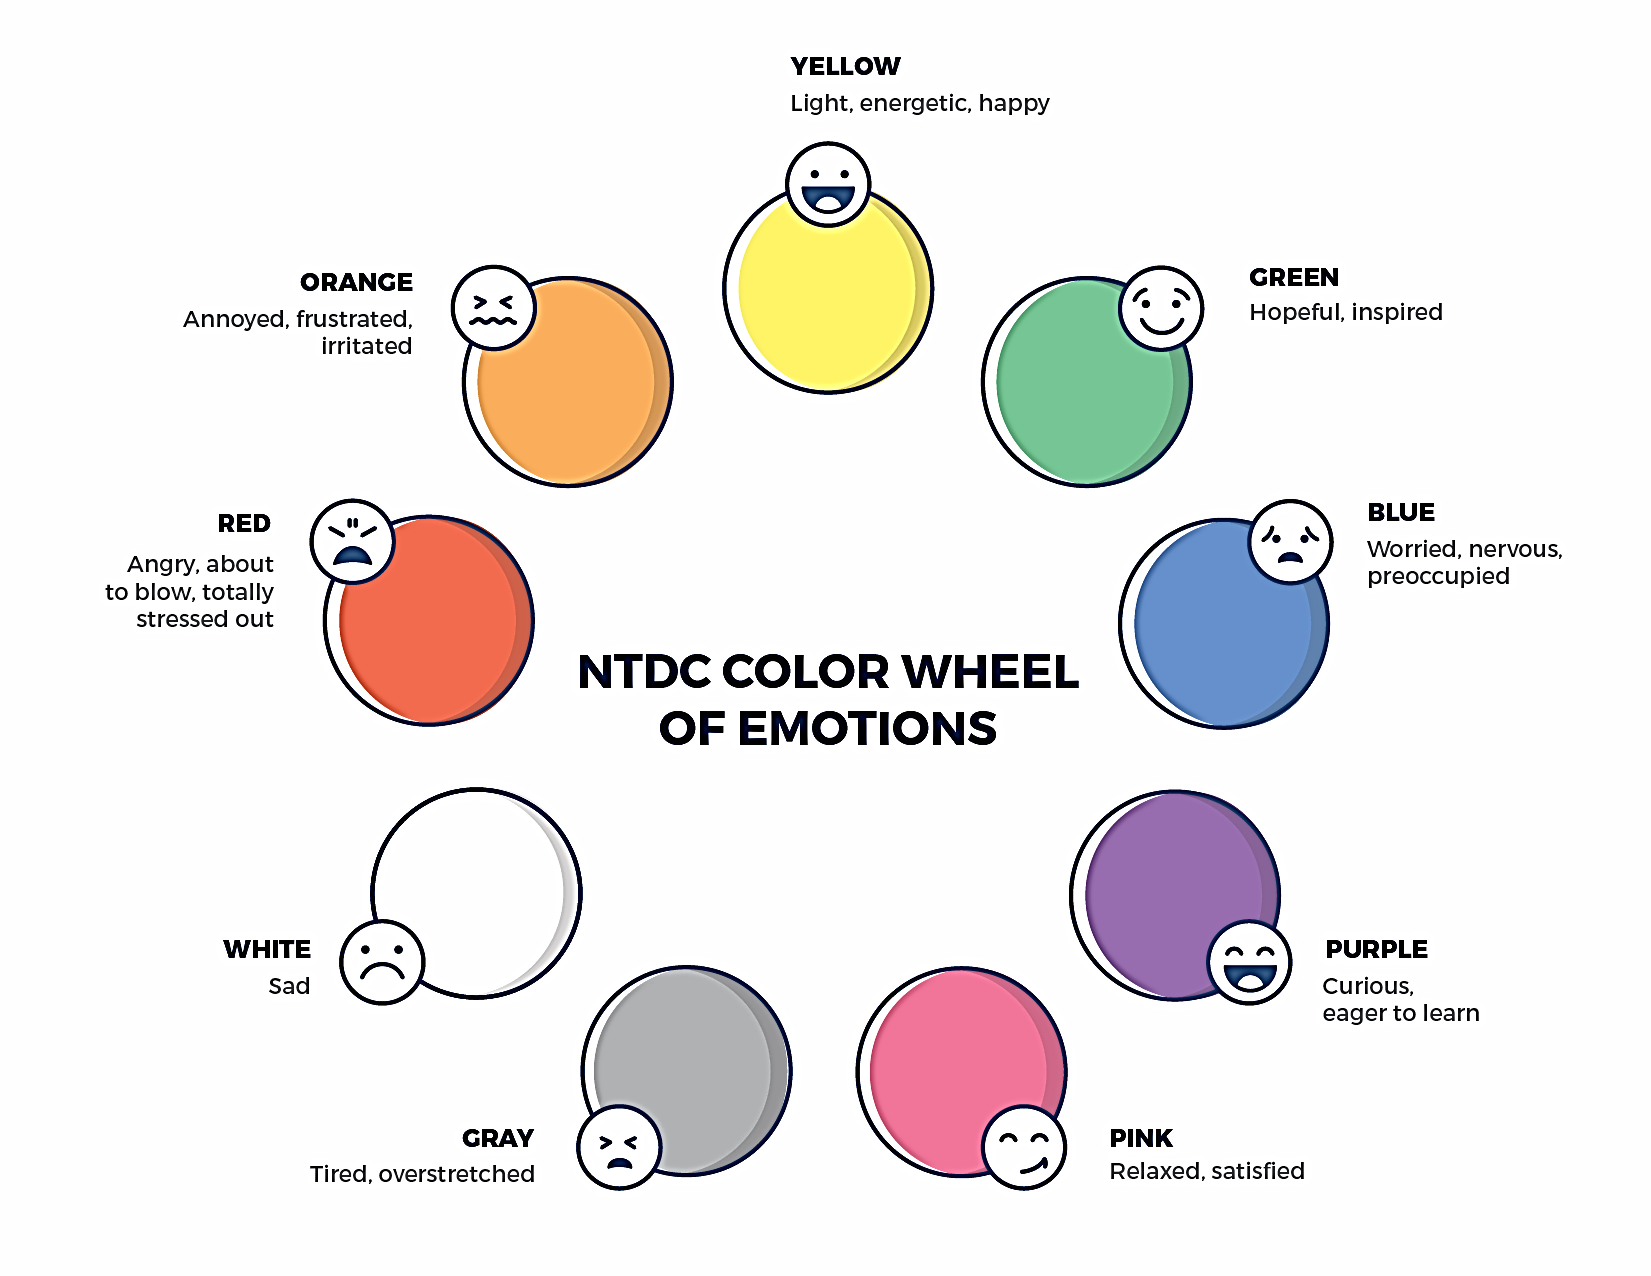 YELLOW
Light, energetic, happy
GREEN
Hopeful, inspired
BLUE
Worried, nervous,
preoccupied
PURPLE
Curious,
eager to learn
PINK
Relaxed, satisfied
GRAY
Tired, overstretched
WHITE
Sad
RED
Angry, about
to blow, totally
stressed out
ORANGE
Annoyed, frustrated,
irritated
NTDC COLOR WHEEL
OF EMOTIONS